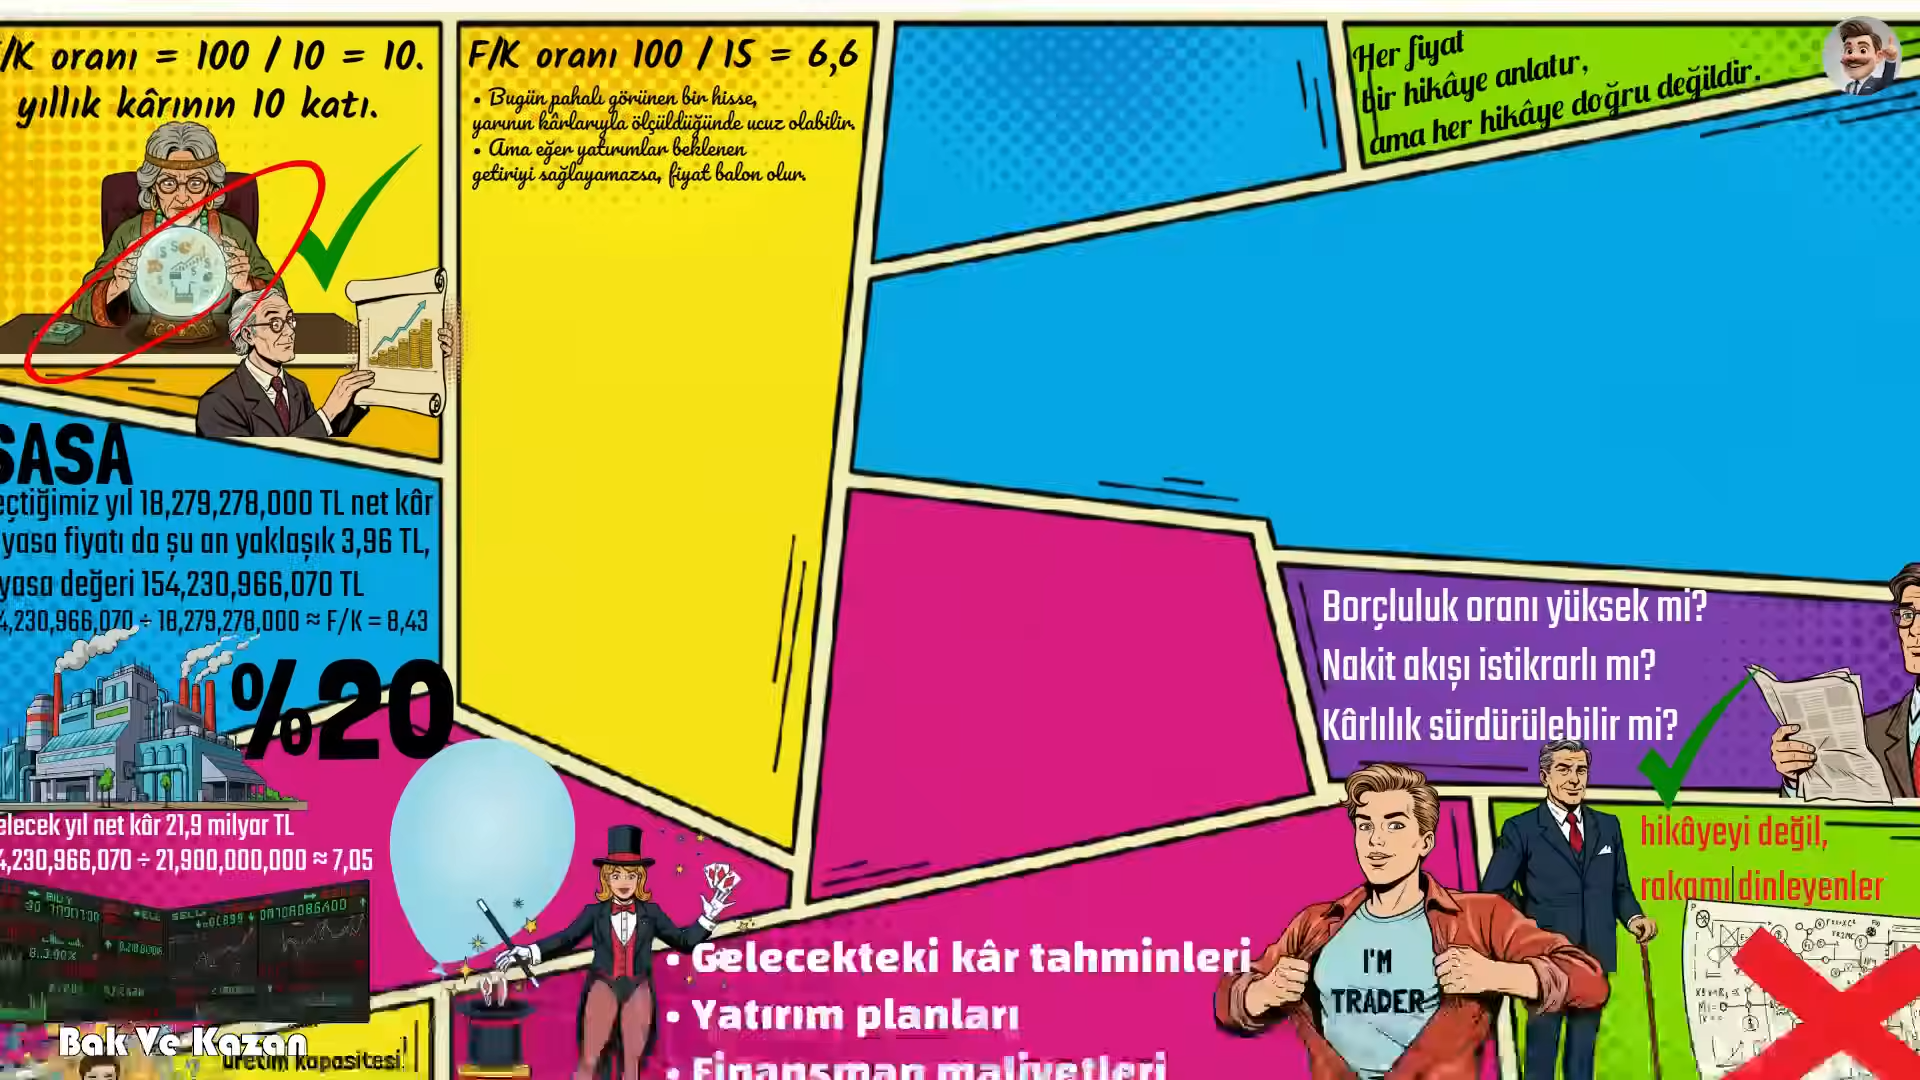 /K oranı = 100 / 10 = 10.
yıllık kârının 10 katı.
F/K oranı 100 / 15 = 6,6
• Bugün pahalı görünen bir hisse,
yarının kârlarıyla ölçüldüğünde ucuz olabilir.
• Ama eğer yatırımlar beklenen
getiriyi sağlayamazsa, fiyat balon olur.
Her fiyat
bir hikâye anlatır,
ama her hikâye doğru değildir.
SASA
eçtiğimiz yıl 18,279,278,000 TL net kâr
yasa fiyatı da şu an yaklaşık 3,96 TL,
yasa değeri 154,230,966,070 TL
4,230,966,070 ÷ 18,279,278,000 ≈ F/K = 8,43
%20
elecek yıl net kâr 21,9 milyar TL
4,230,966,070 ÷ 21,900,000,000 ≈ 7,05
Borçluluk oranı yüksek mi?
Nakit akışı istikrarlı mı?
Kârlılık sürdürülebilir mi?
hikâyeyi değil,
rakamı dinleyenler
I'M
TRADER
• Gelecekteki kâr tahminleri
• Yatırım planları
• Finansman maliyetleri
Bak Ve Kazan
üretim kapasitesi